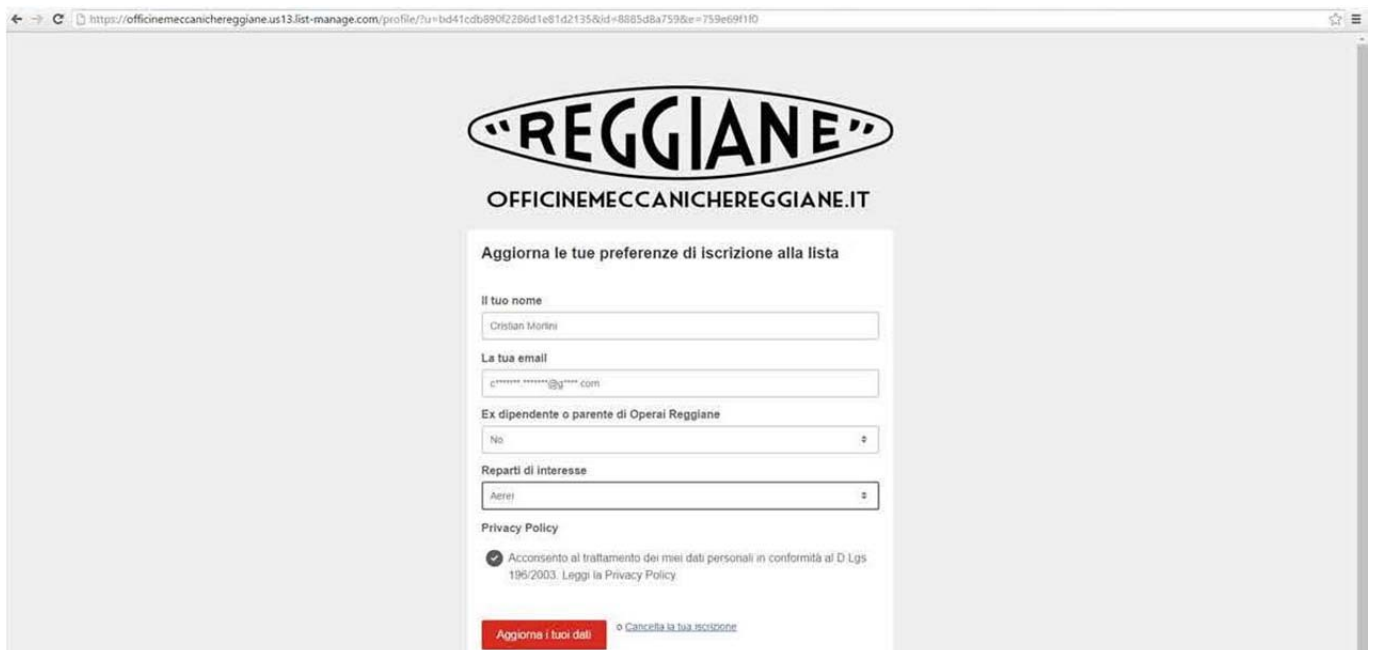 https://officinemeccanichereggiane.us13.list-manage.com/profile/?u=bd41cdb890f2286d1e81d2135&id=8885d8a759&e=759e69f1f0
"REGGIANE"
OFFICINEMECCANICHEREGGIANE.IT
Aggiorna le tue preferenze di iscrizione alla lista
Il tuo nome
Cristian Morlini
La tua email
c******* *******@g**** com
Ex dipendente o parente di Operai Reggiane
No
Reparti di interesse
Aerei
Privacy Policy
Acconsento al trattamento dei miei dati personali in conformità al D Lgs
196/2003. Leggi la Privacy Policy
Aggiorna i tuoi dati o Cancella la tua iscrizione